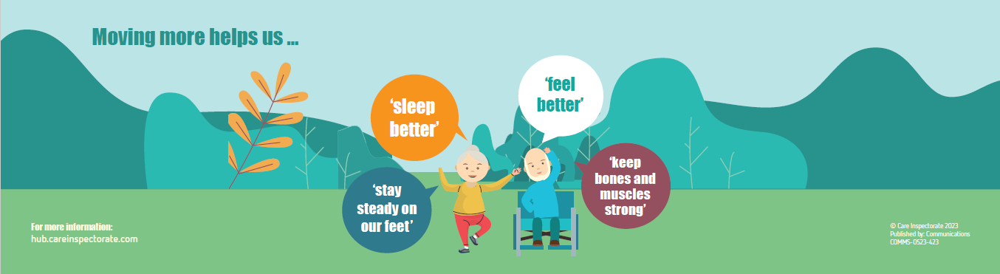 Moving more helps us ...
‘sleep
better’
‘feel
better’
‘stay
steady on
our feet’
‘keep
bones and
muscles
strong’
For more information:
hub.careinspectorate.com
© Care Inspectorate 2023
Published by: Communications
COMMS-0523-423